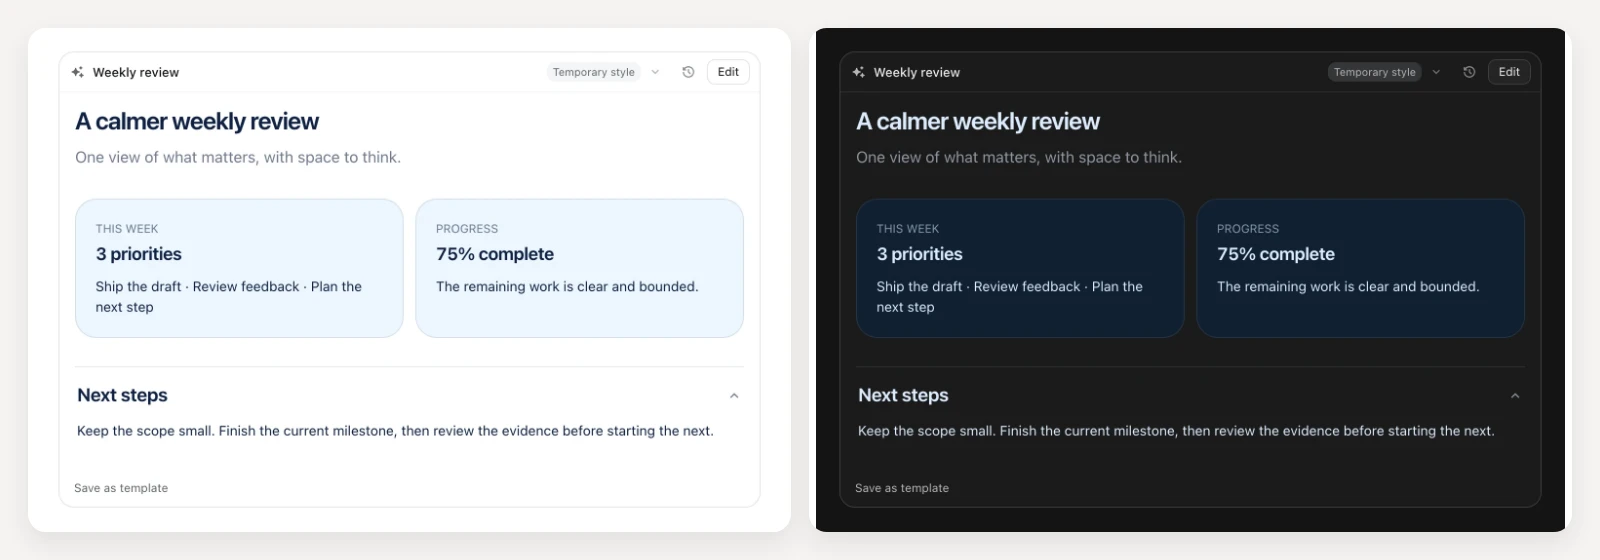 Weekly review
Temporary style
Edit
A calmer weekly review
One view of what matters, with space to think.
THIS WEEK
3 priorities
Ship the draft · Review feedback · Plan the
next step
PROGRESS
75% complete
The remaining work is clear and bounded.
Next steps
Keep the scope small. Finish the current milestone, then review the evidence before starting the next.
Save as template
Weekly review
Temporary style
Edit
A calmer weekly review
One view of what matters, with space to think.
THIS WEEK
3 priorities
Ship the draft · Review feedback · Plan the
next step
PROGRESS
75% complete
The remaining work is clear and bounded.
Next steps
Keep the scope small. Finish the current milestone, then review the evidence before starting the next.
Save as template